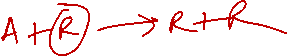 A + R → R + R